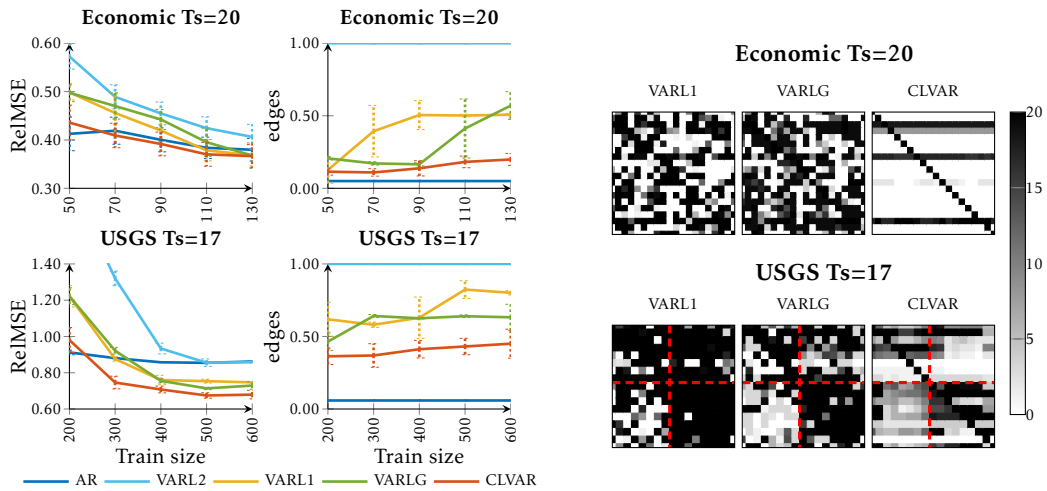 Economic Ts=20
RelMSE
0.60
0.50
0.40
0.30
50 70 90 110 130
edges
1.00
0.50
0.00
50 70 90 110 130
USGS Ts=17
RelMSE
1.40
1.20
1.00
0.80
0.60
200 300 400 500 600
Train size
USGS Ts=17
edges
1.00
0.50
0.00
200 300 400 500 600
Train size
AR VARL2 VARL1 VARLG CLVAR
Economic Ts=20
VARL1 VARLG CLVAR
USGS Ts=17
VARL1 VARLG CLVAR
20
15
10
5
0
Economic Ts=20